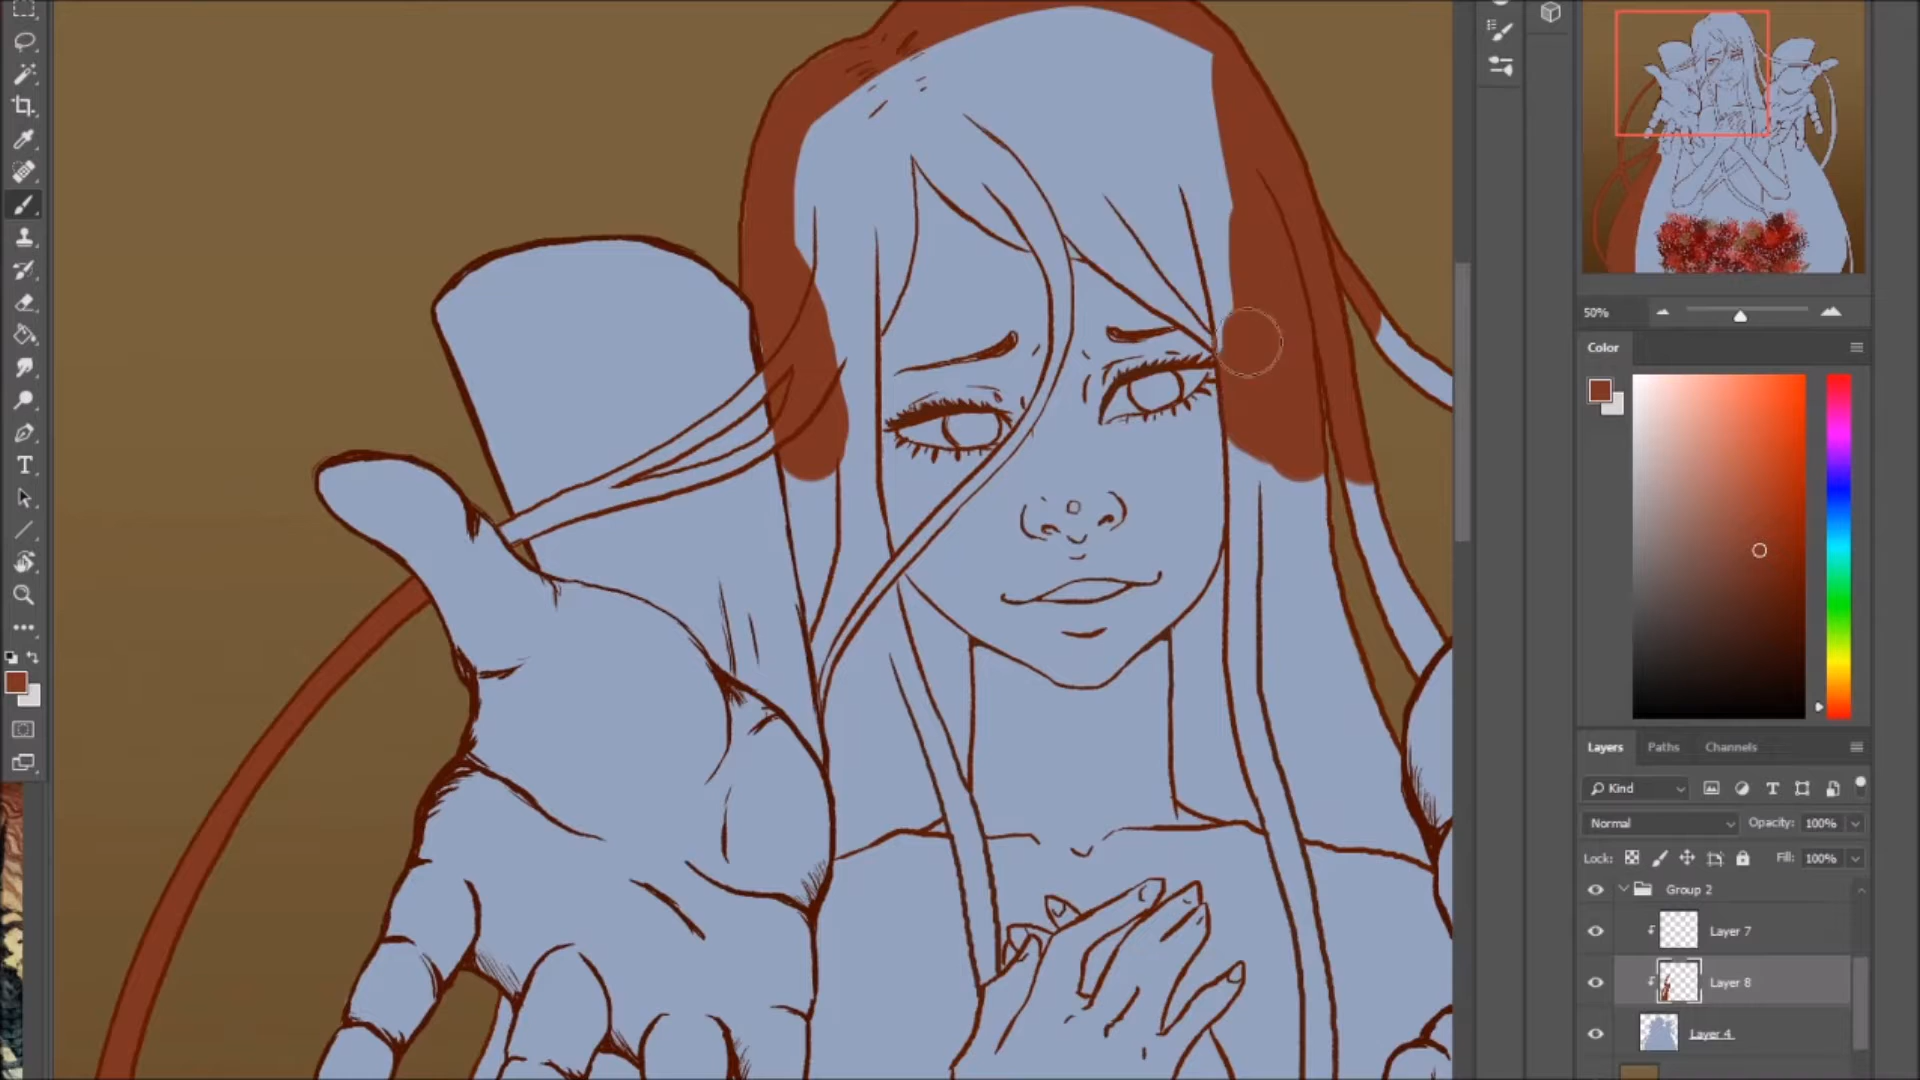 50%
Color
Layers Paths Channels
Kind
Normal Opacity: 100%
Lock: Fill: 100%
Group 2
Layer 7
Layer 8
Layer 4
T
T